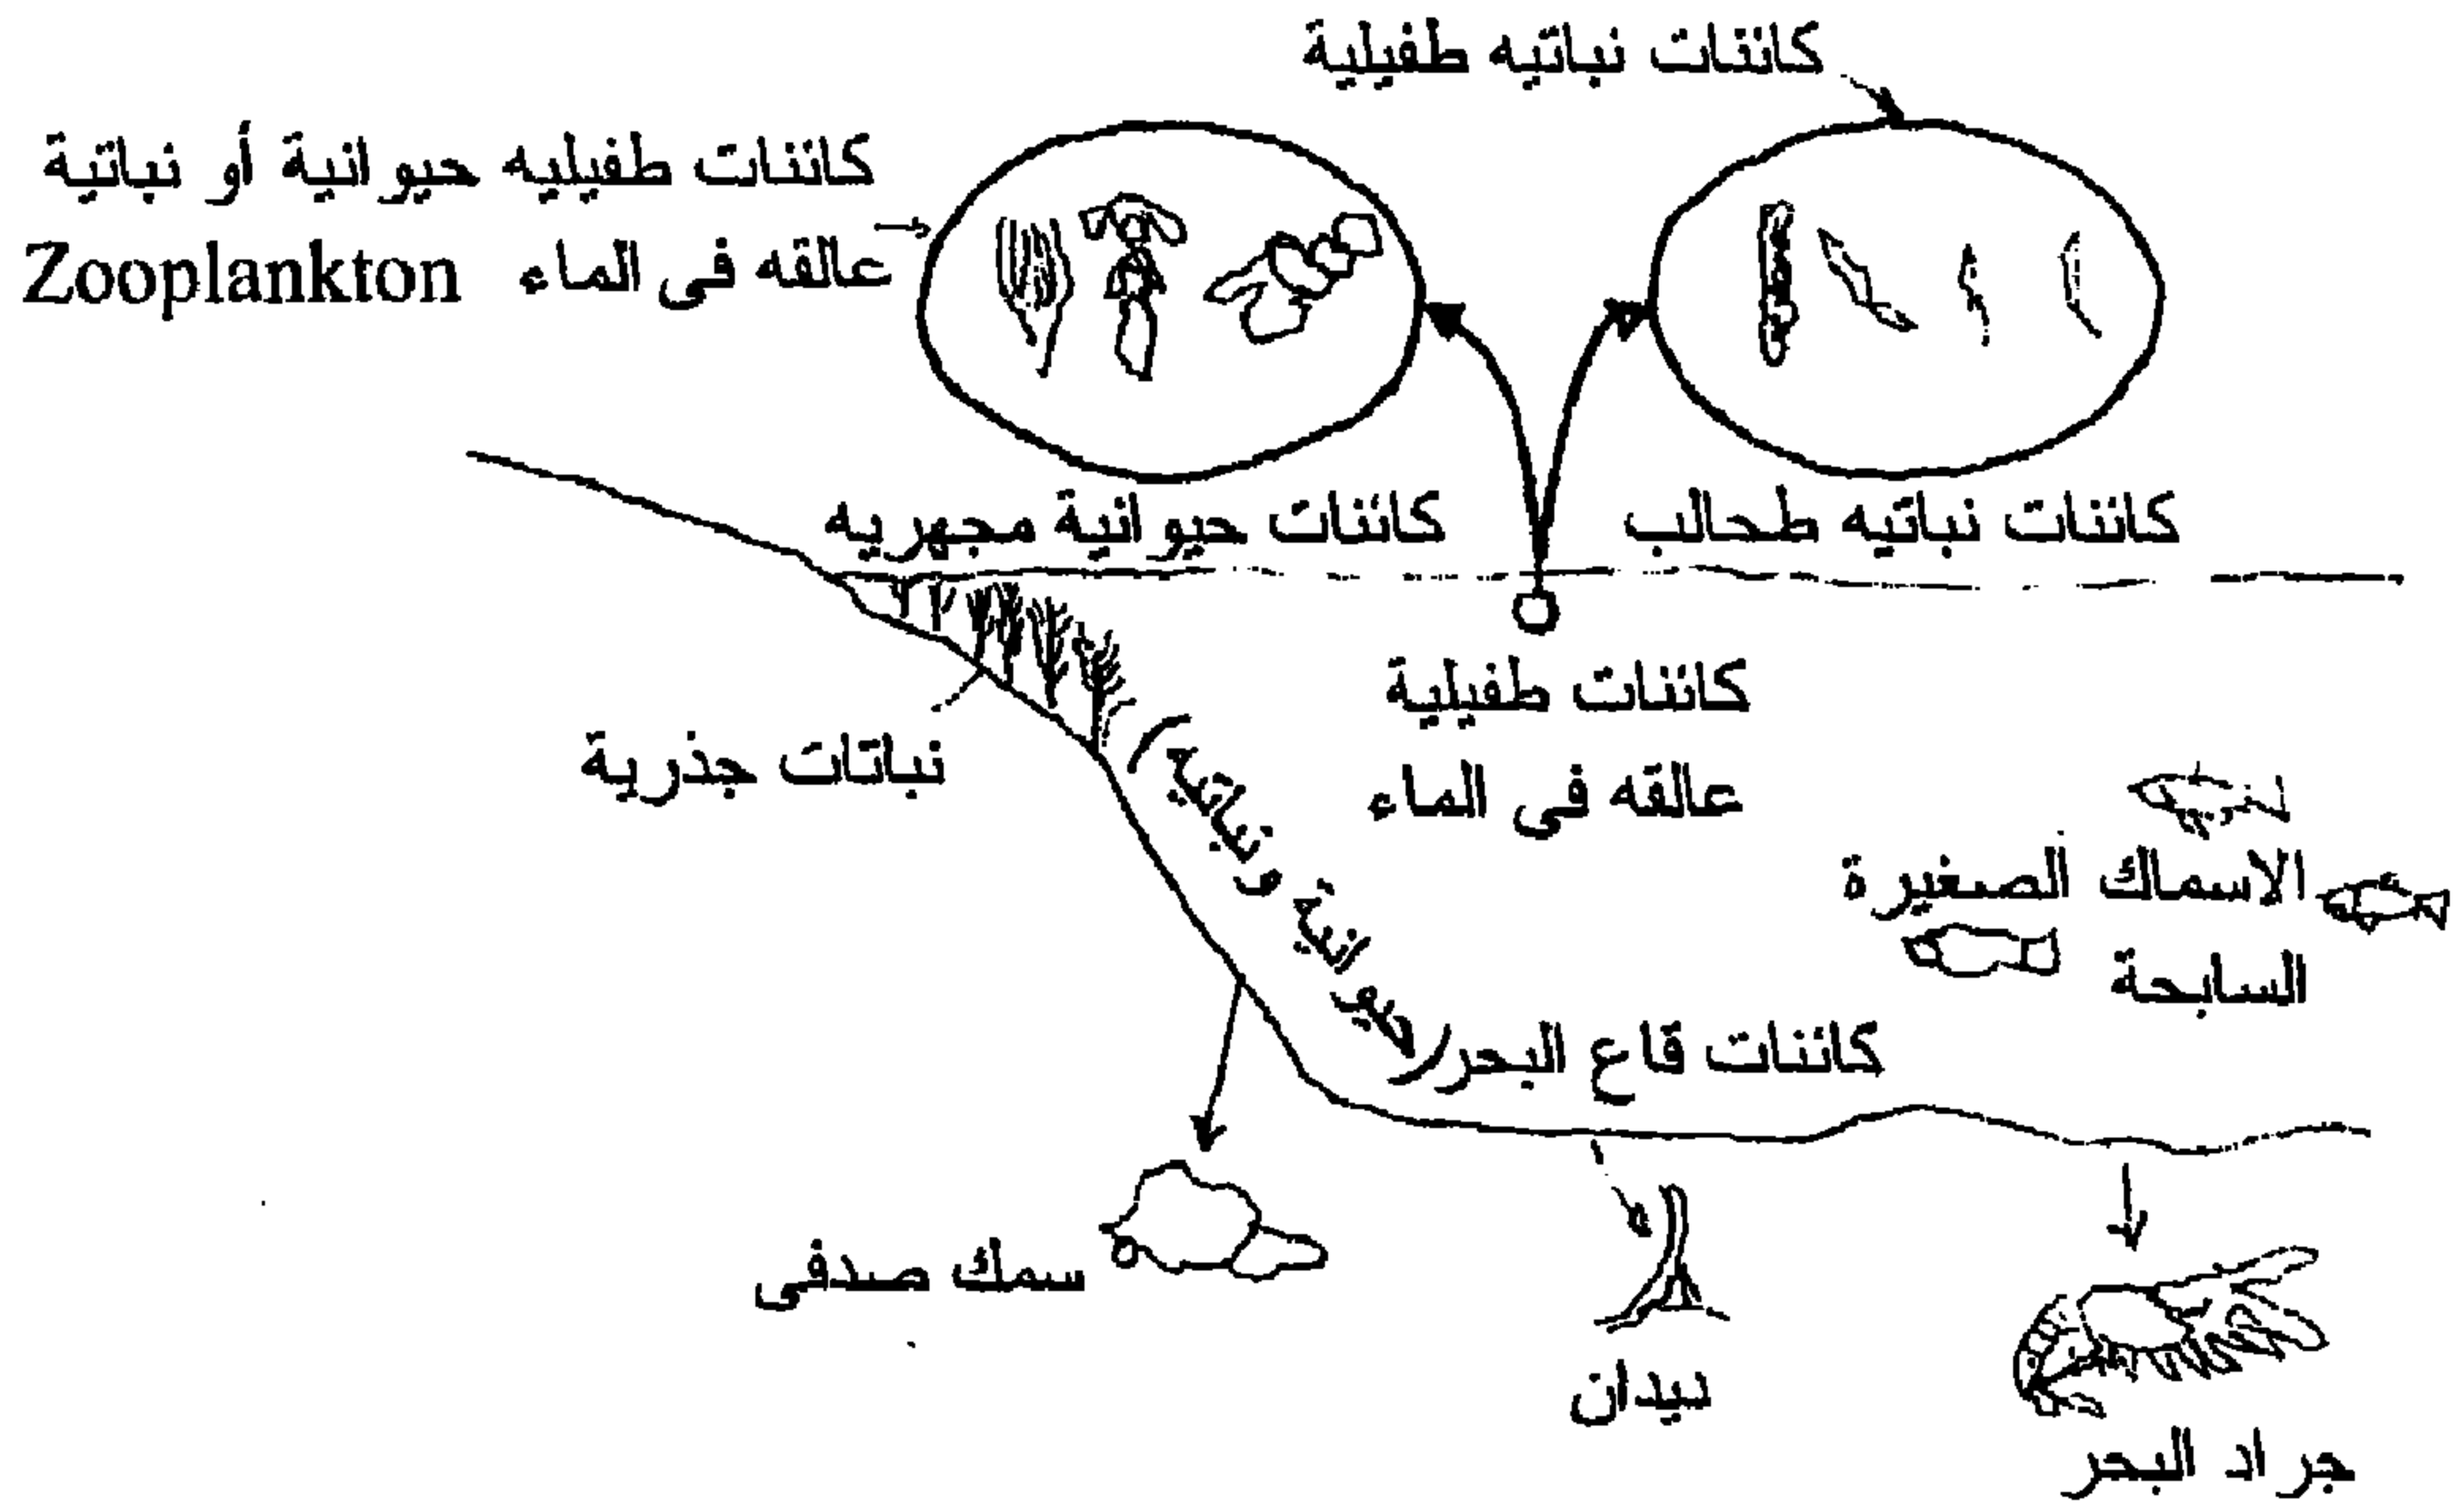 كائنات نباتيه طفيلية
كائنات طفيليه حيوانية أو نباتية
عالقه فى الماء Zooplankton
كائنات نباتيه طحالب
كائنات حيوانية مجهريه
كائنات طفيلية
عالقه فى الماء
نباتات جذرية
الاسماك الصغيرة
السابحة
كائنات قاع البحر (حيوانية ونباتية)
سمك صدفى
ديدان
جراد البحر